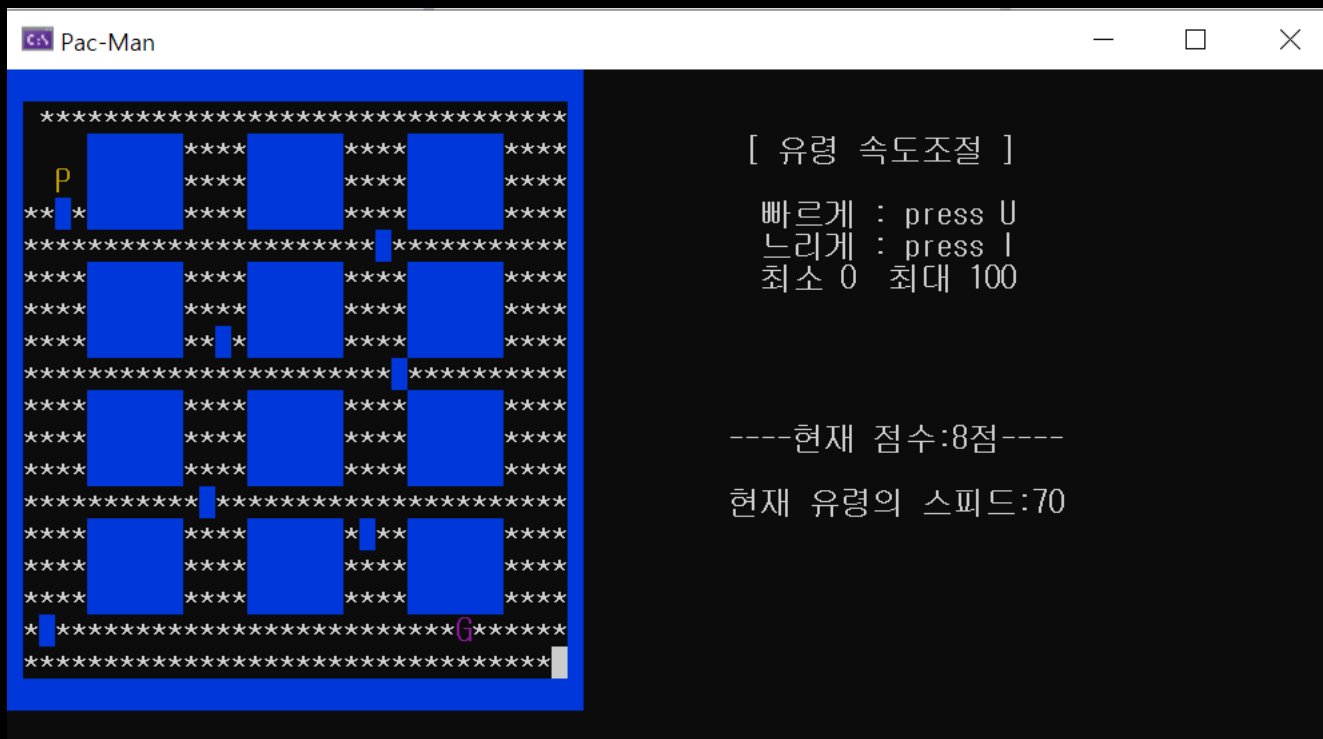 Pac-Man
*********************************
**** **** ****
P **** **** ****
** * **** **** ****
********************** ***********
**** **** **** ****
**** **** **** ****
**** ** * **** ****
*********************** **********
**** **** **** ****
**** **** **** ****
**** **** **** ****
*********** **********************
**** **** * ** ****
**** **** **** ****
**** **** **** ****
* *************************G******
*********************************
[ 유령 속도조절 ]
빠르게 : press U
느리게 : press I
최소 0 최대 100
----현재 점수:8점----
현재 유령의 스피드:70